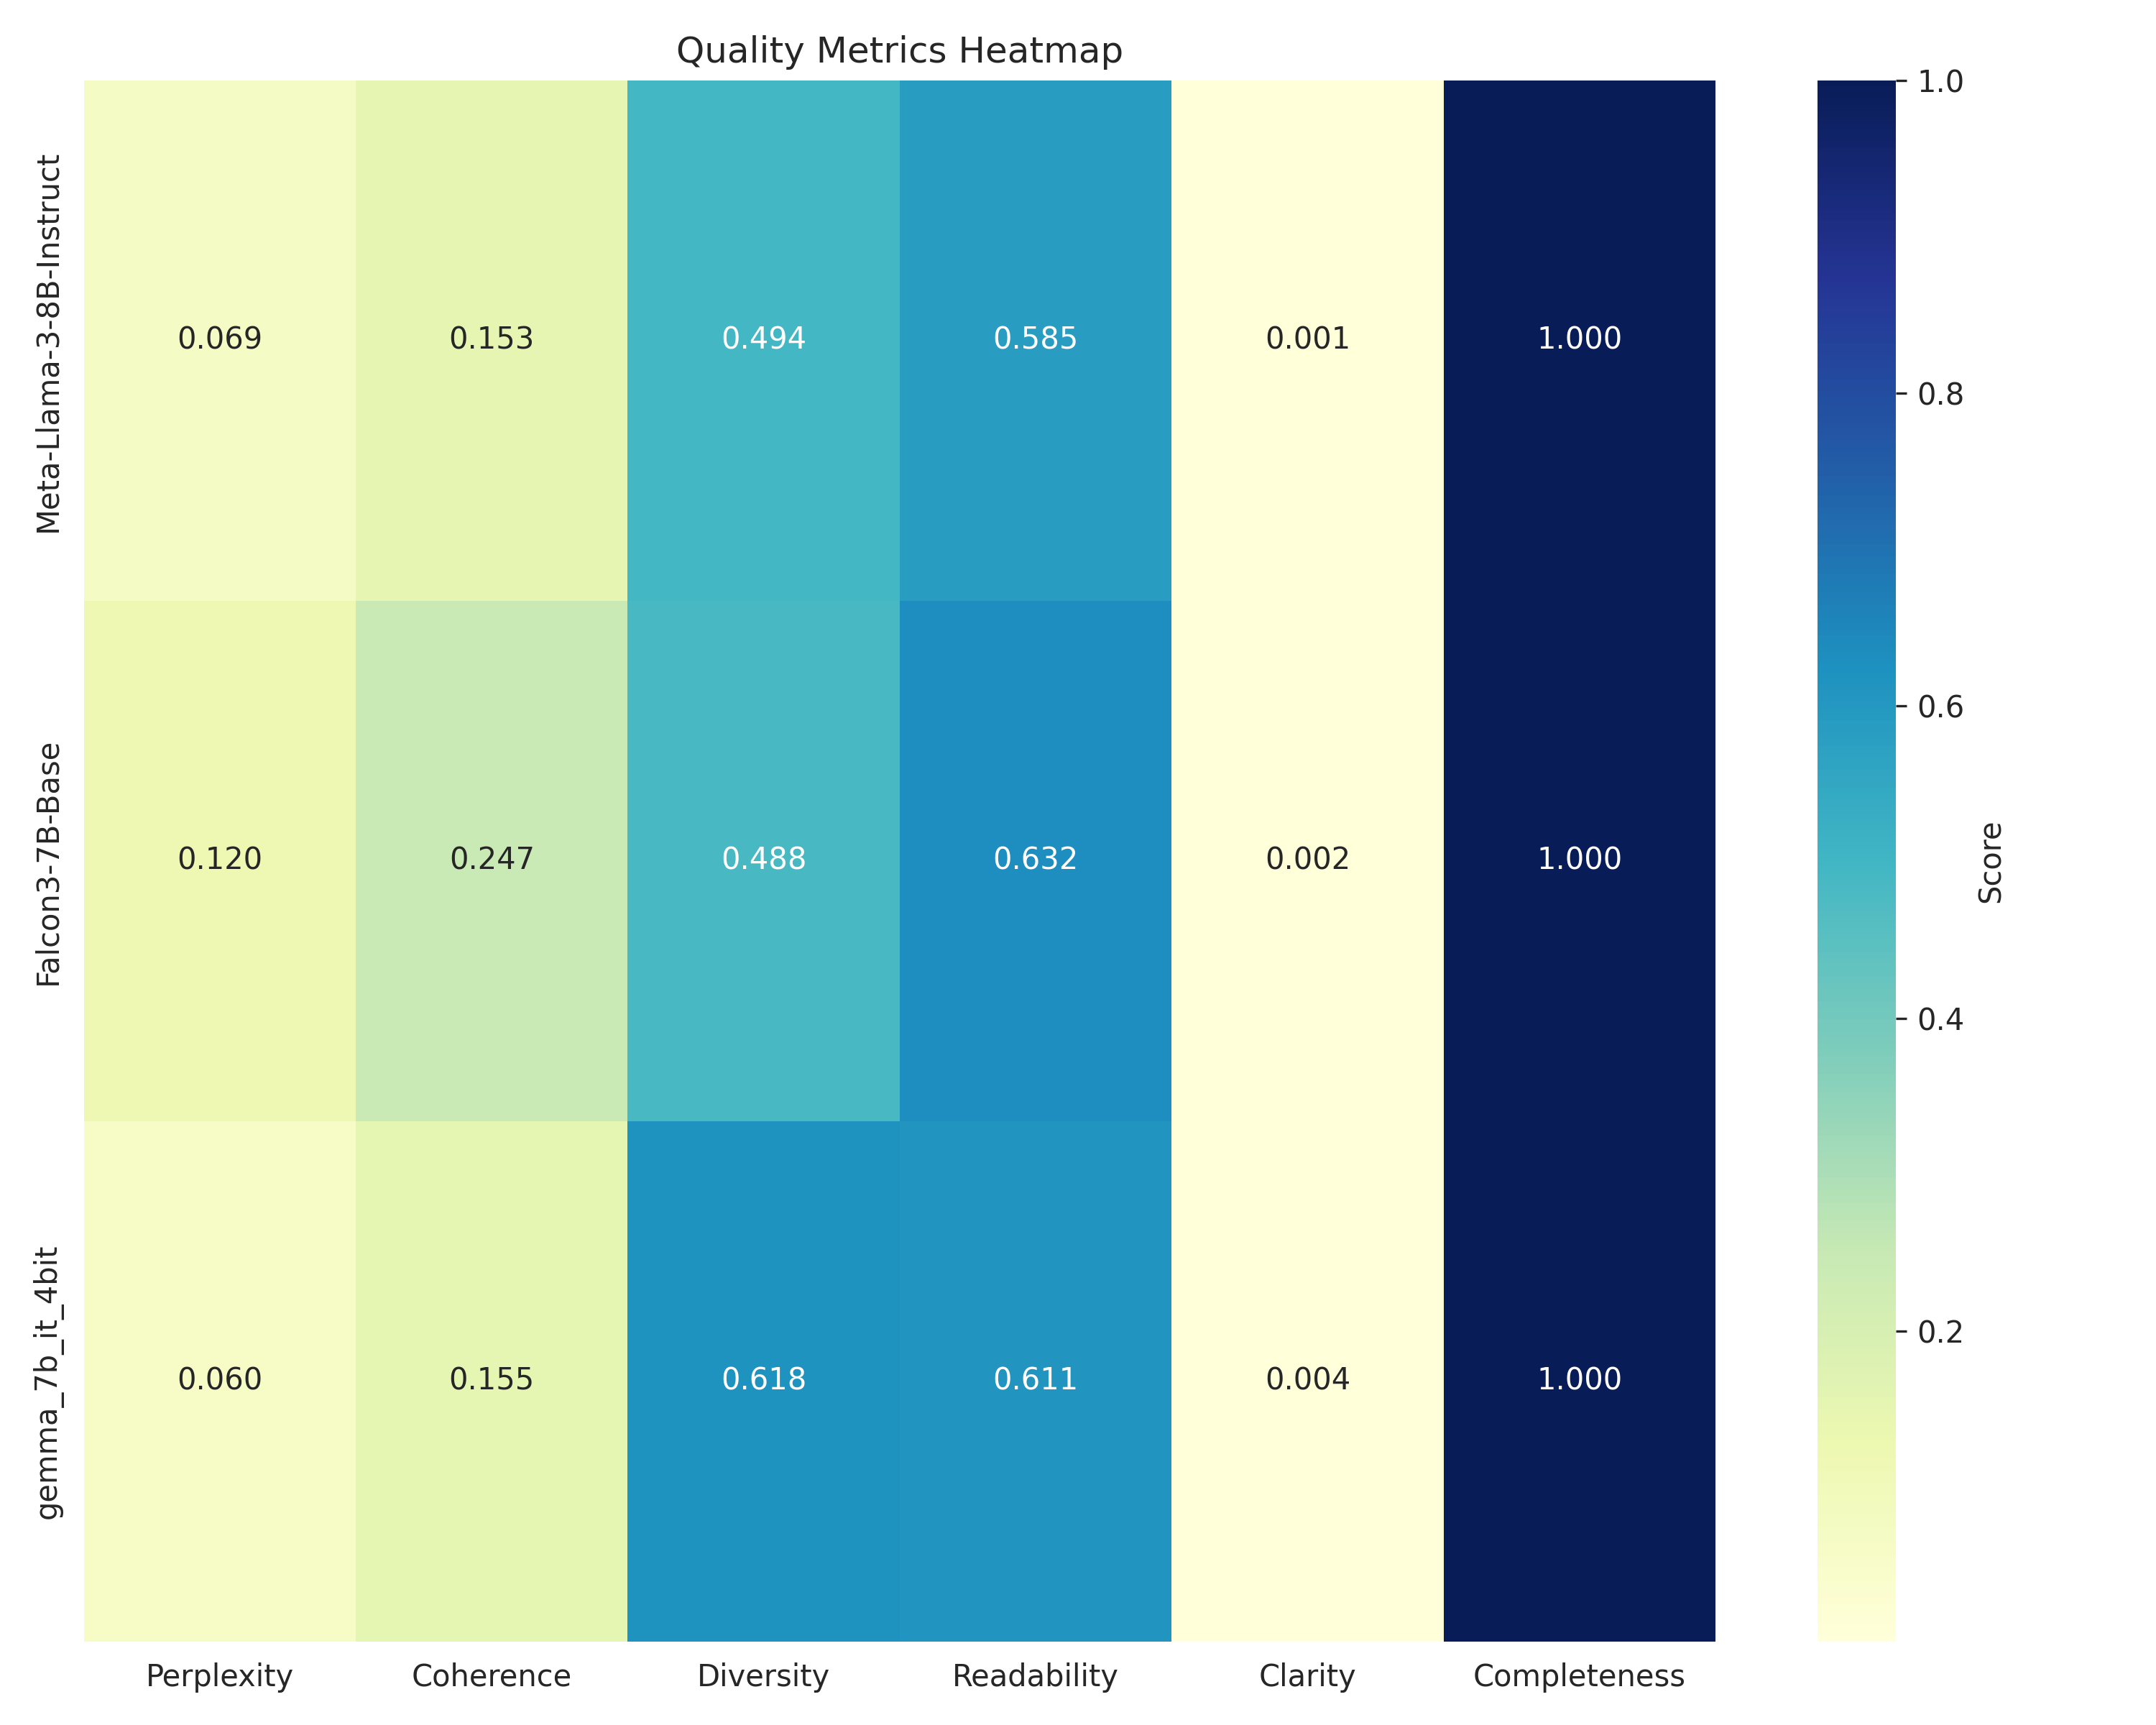 Quality Metrics Heatmap
Meta-Llama-3-8B-Instruct
0.069 0.153 0.494 0.585 0.001 1.000
Falcon3-7B-Base
0.120 0.247 0.488 0.632 0.002 1.000
gemma_7b_it_4bit
0.060 0.155 0.618 0.611 0.004 1.000
Perplexity Coherence Diversity Readability Clarity Completeness
1.0
0.8
0.6
0.4
0.2
Score